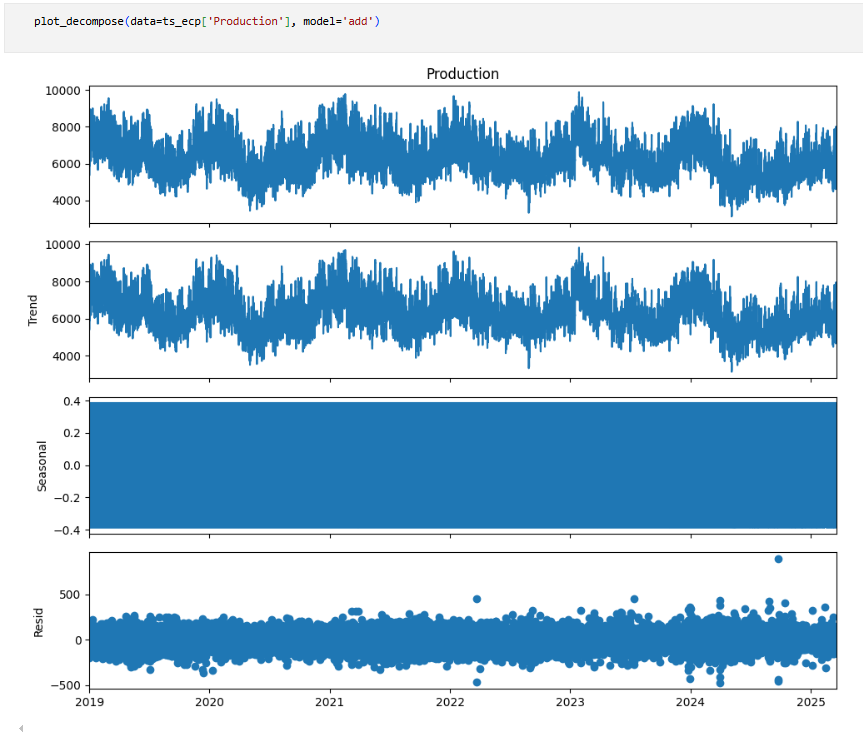 plot_decompose(data=ts_ecp['Production'], model='add')
Production
10000
8000
6000
4000
10000
8000
6000
4000
Trend
0.4
0.2
0.0
−0.2
−0.4
Seasonal
500
0
−500
Resid
2019 2020 2021 2022 2023 2024 2025